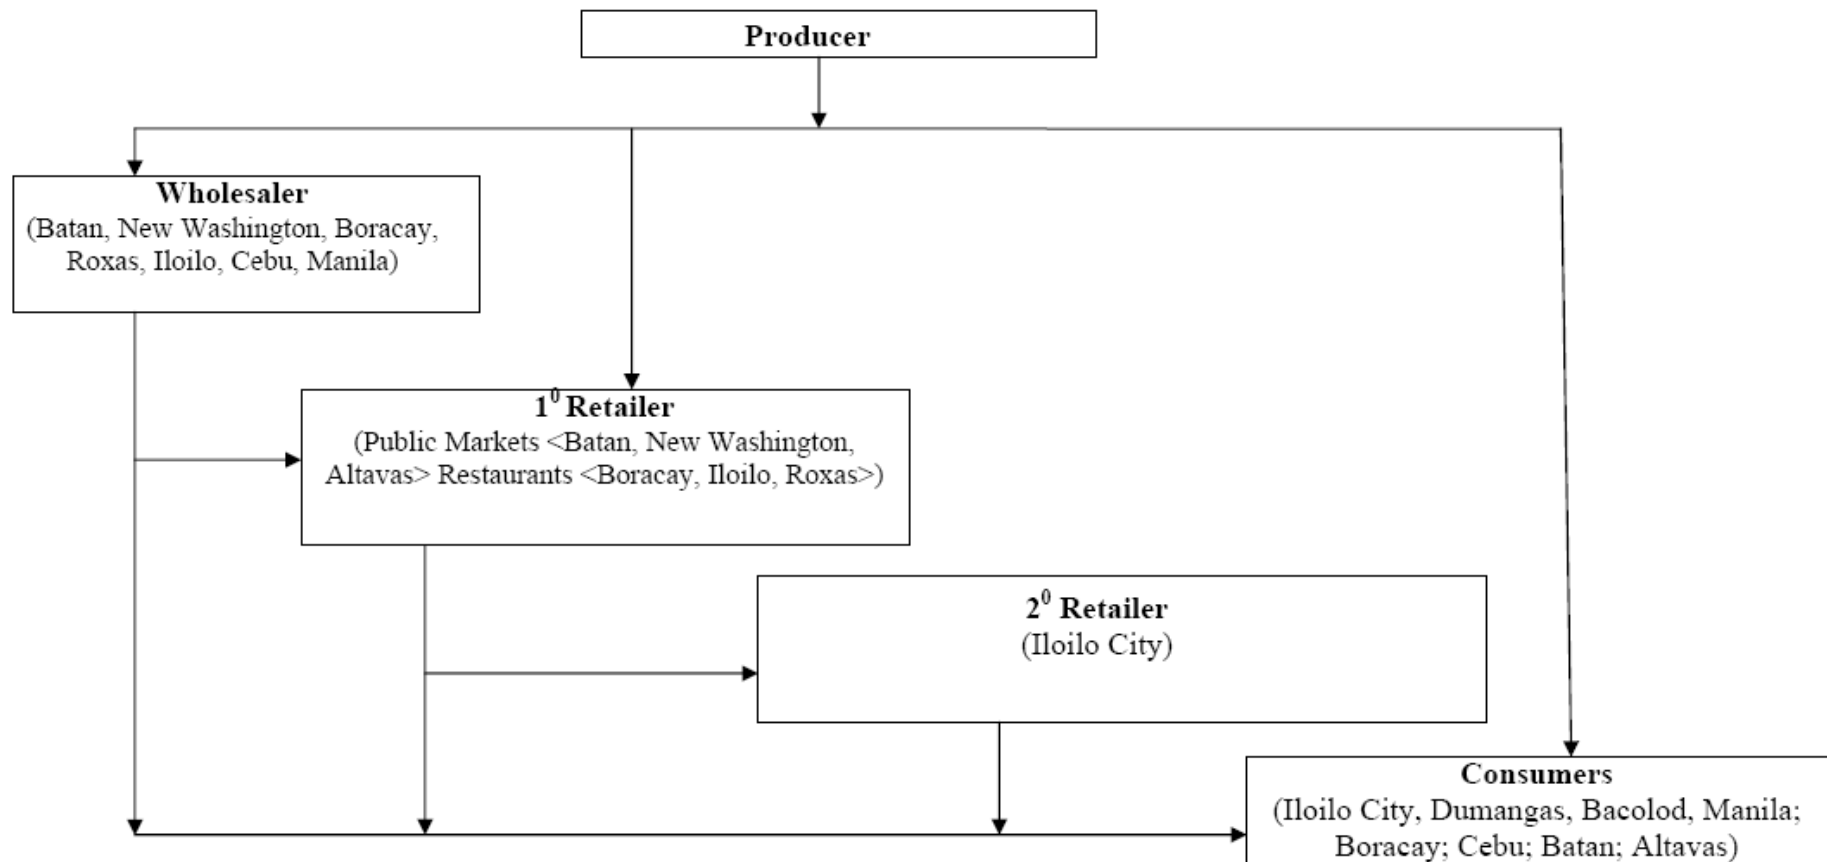 Producer
Wholesaler
(Batan, New Washington, Boracay,
Roxas, Iloilo, Cebu, Manila)
1⁰ Retailer
(Public Markets <Batan, New Washington,
Altavas> Restaurants <Boracay, Iloilo, Roxas>)
2⁰ Retailer
(Iloilo City)
Consumers
(Iloilo City, Dumangas, Bacolod, Manila;
Boracay; Cebu; Batan; Altavas)